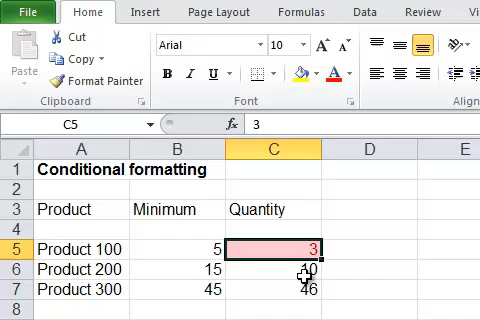 File Home Insert Page Layout Formulas Data Review
Cut
Copy
Format Painter
Paste
Arial 10 A A
B I U A
Clipboard Font
C5 fx 3
A B C D E
1 Conditional formatting
2
3 Product Minimum Quantity
4
5 Product 100 5 3
6 Product 200 15 10
7 Product 300 45 46
8